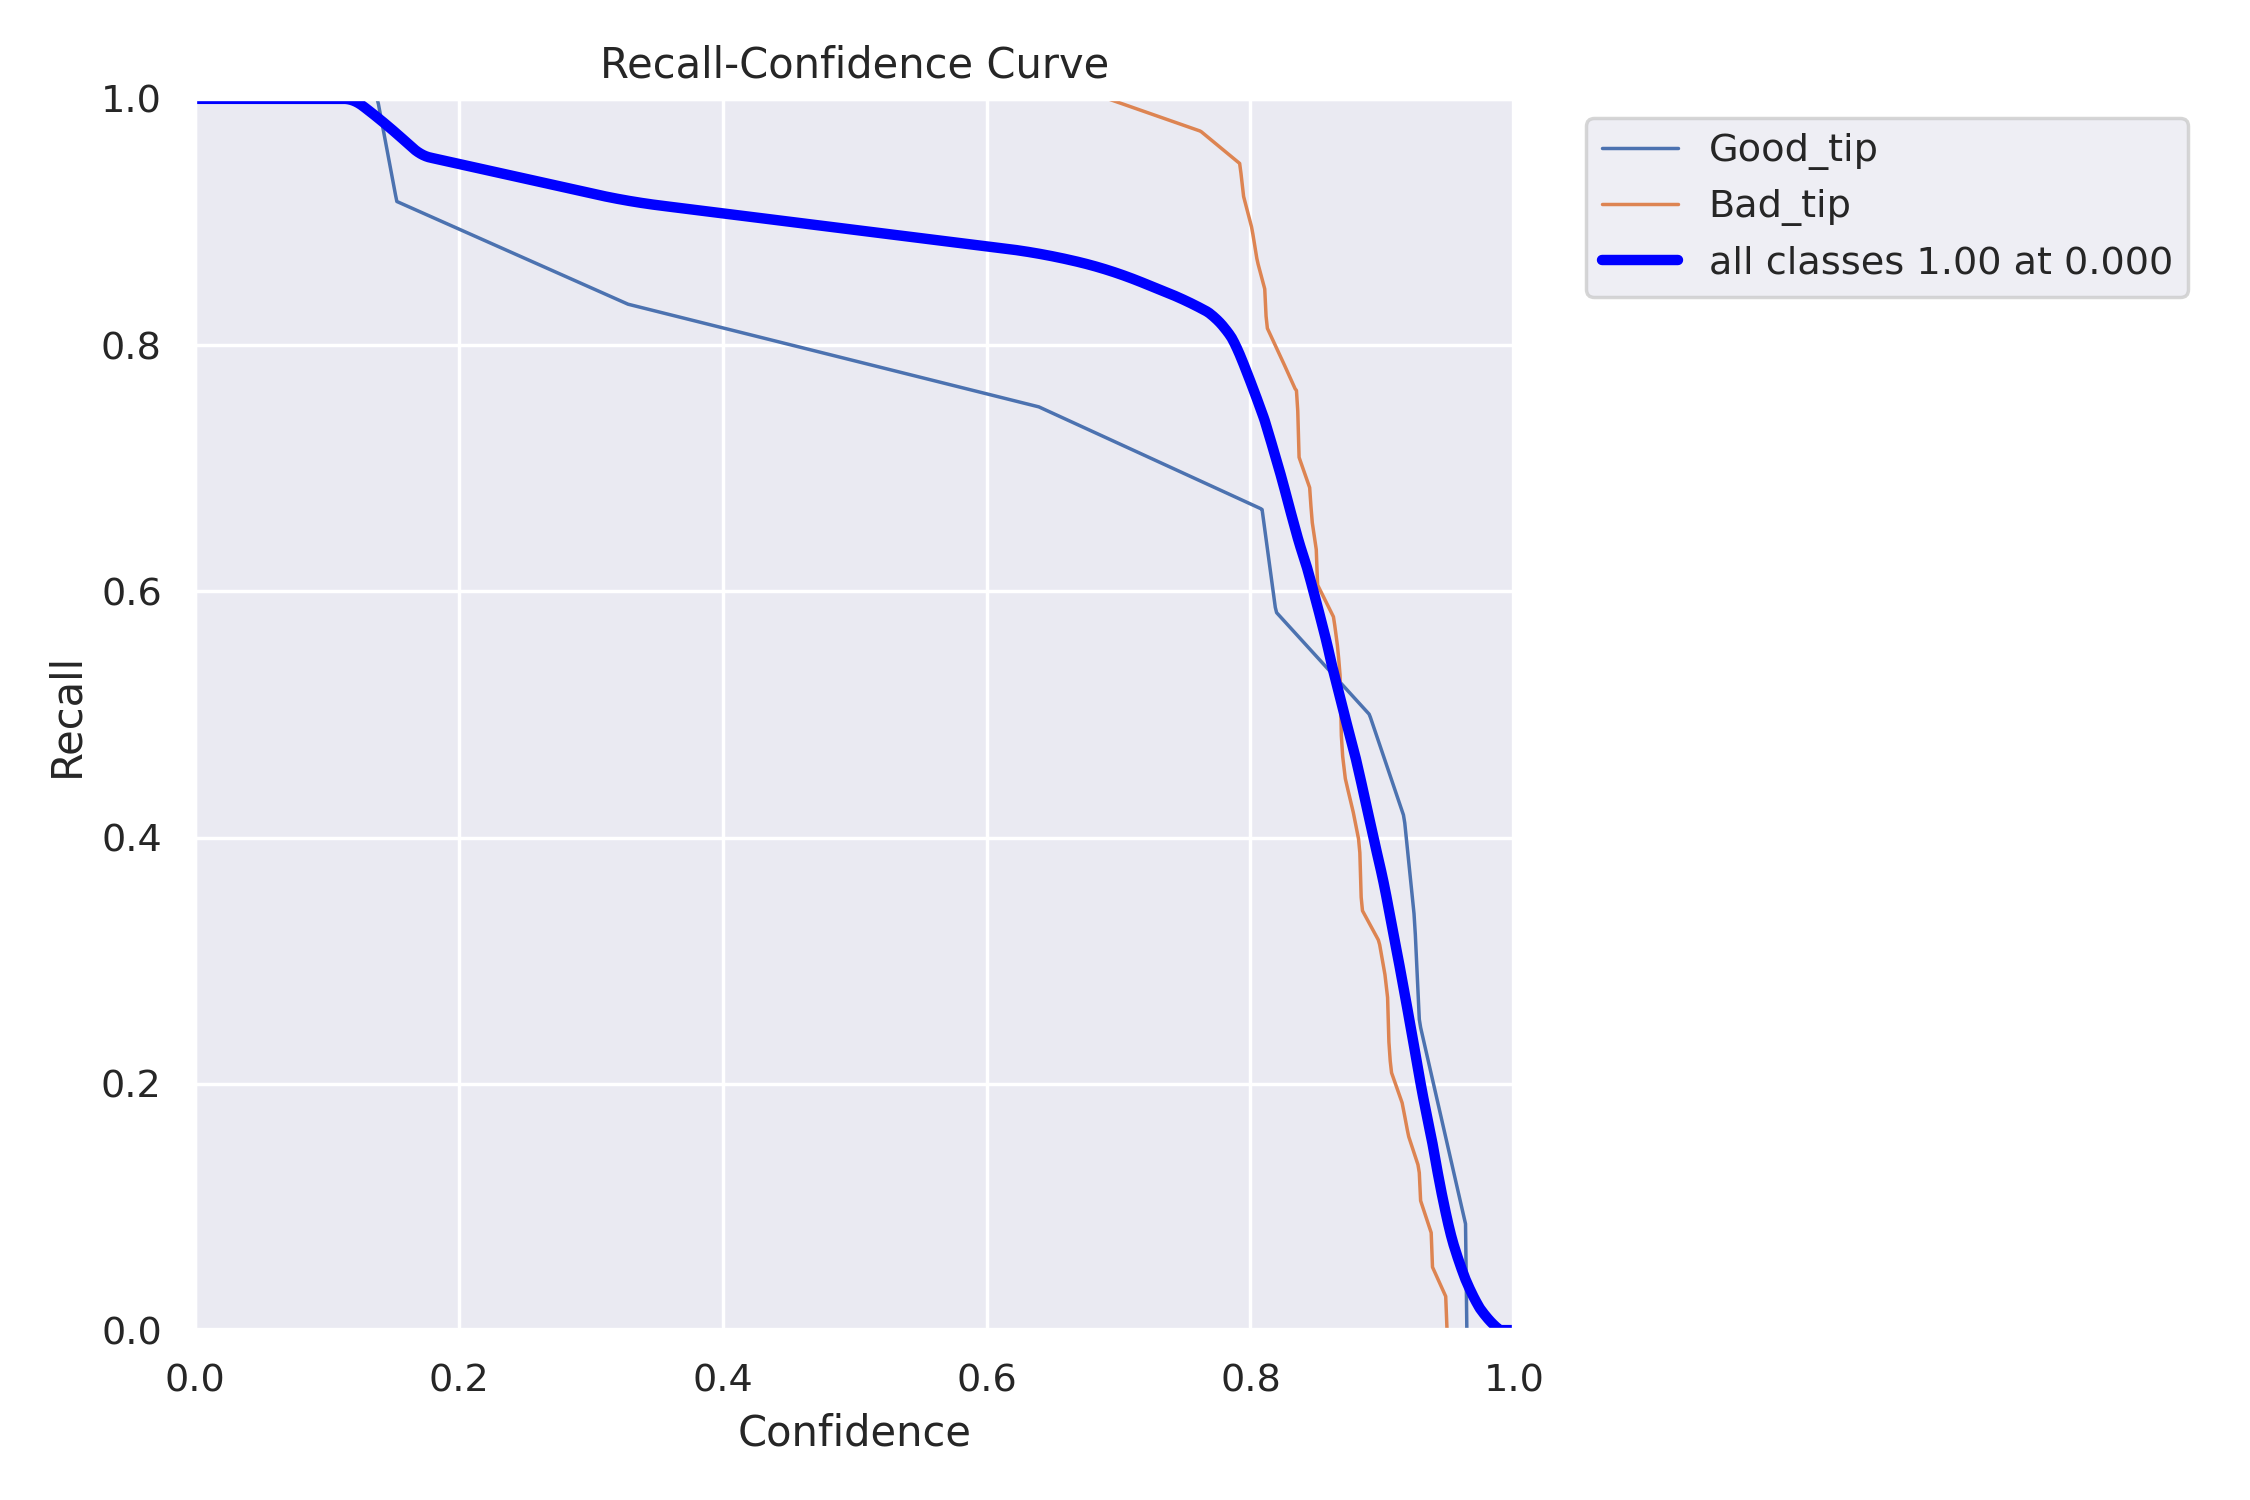 Recall-Confidence Curve
1.0
0.8
0.6
0.4
0.2
0.0
Recall
0.0 0.2 0.4 0.6 0.8 1.0
Confidence
Good_tip
Bad_tip
all classes 1.00 at 0.000